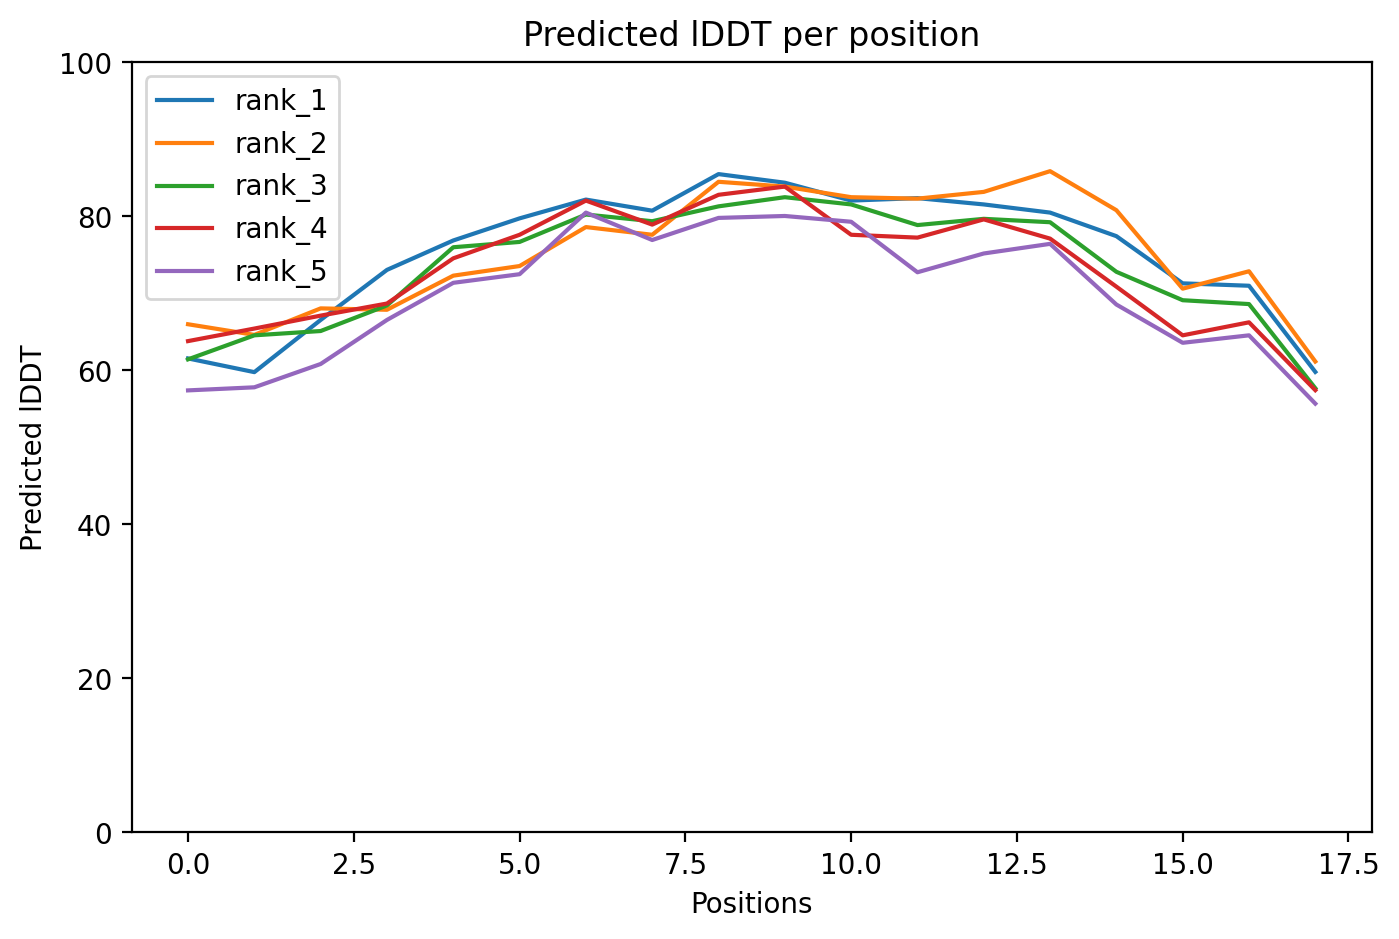 Predicted lDDT per position
100
80
60
40
20
0
Predicted lDDT
rank_1
rank_2
rank_3
rank_4
rank_5
0.0 2.5 5.0 7.5 10.0 12.5 15.0 17.5
Positions